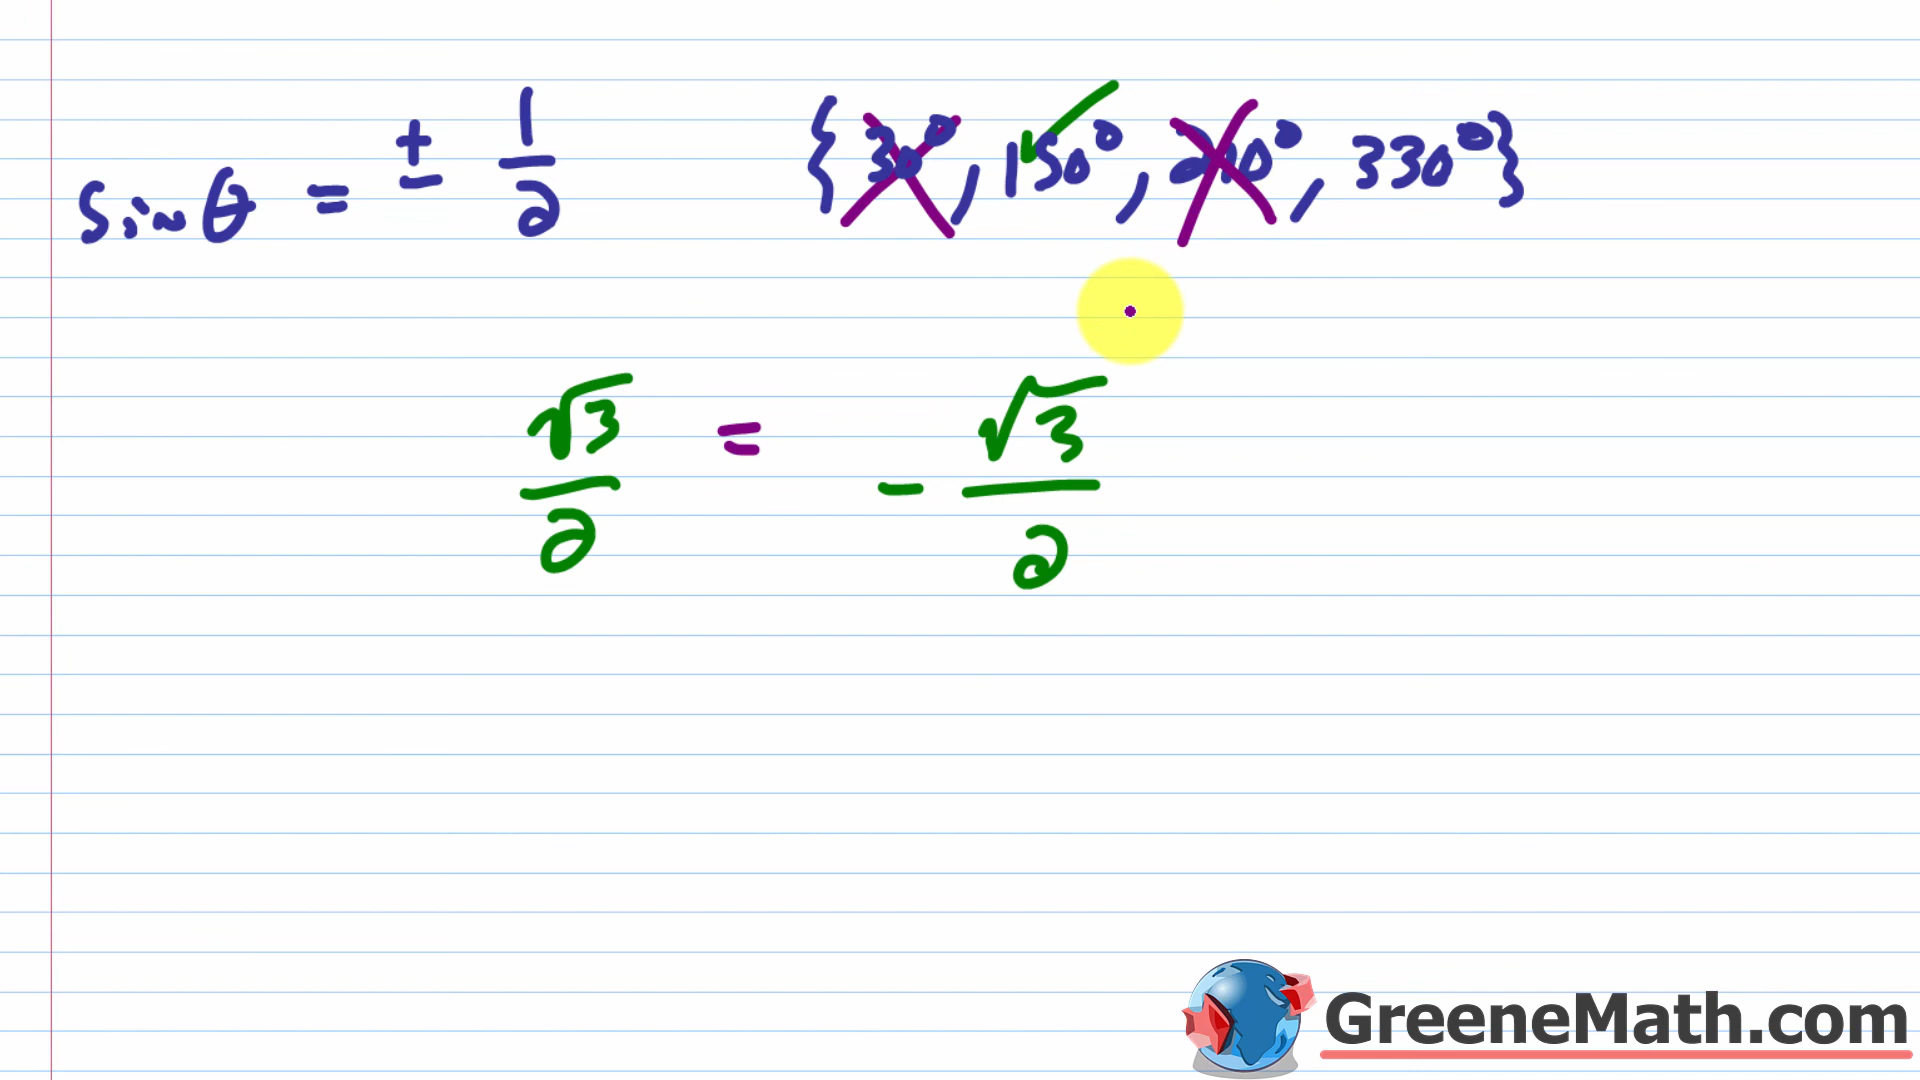 sin θ = ± 1/2 {30°, 150°, 210°, 330°}
√3/2 = - √3/2
GreeneMath.com